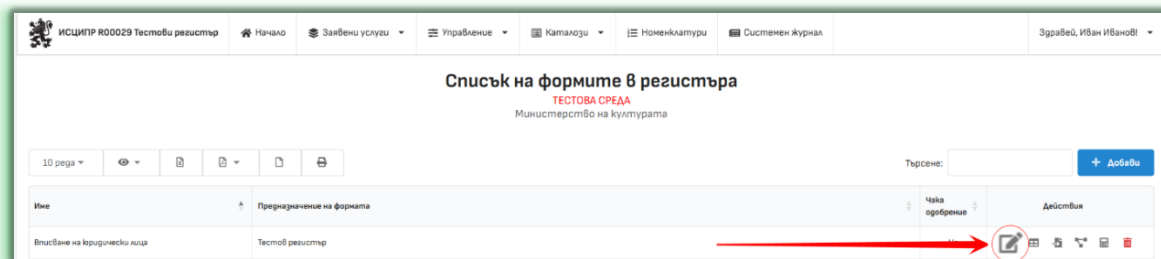 ИСЦИПР R00029 Тестови регистър Начало Заявени услуги Управление Каталози Номенклатури Системен журнал Здравей, Иван Иванов!
Списък на формите в регистъра
ТЕСТОВА СРЕДА
Министерство на културата
10 реда Търсене: + Добави
Име Предназначение на формата Чака одобрение Действия
Вписване на юридически лица Тестов регистър